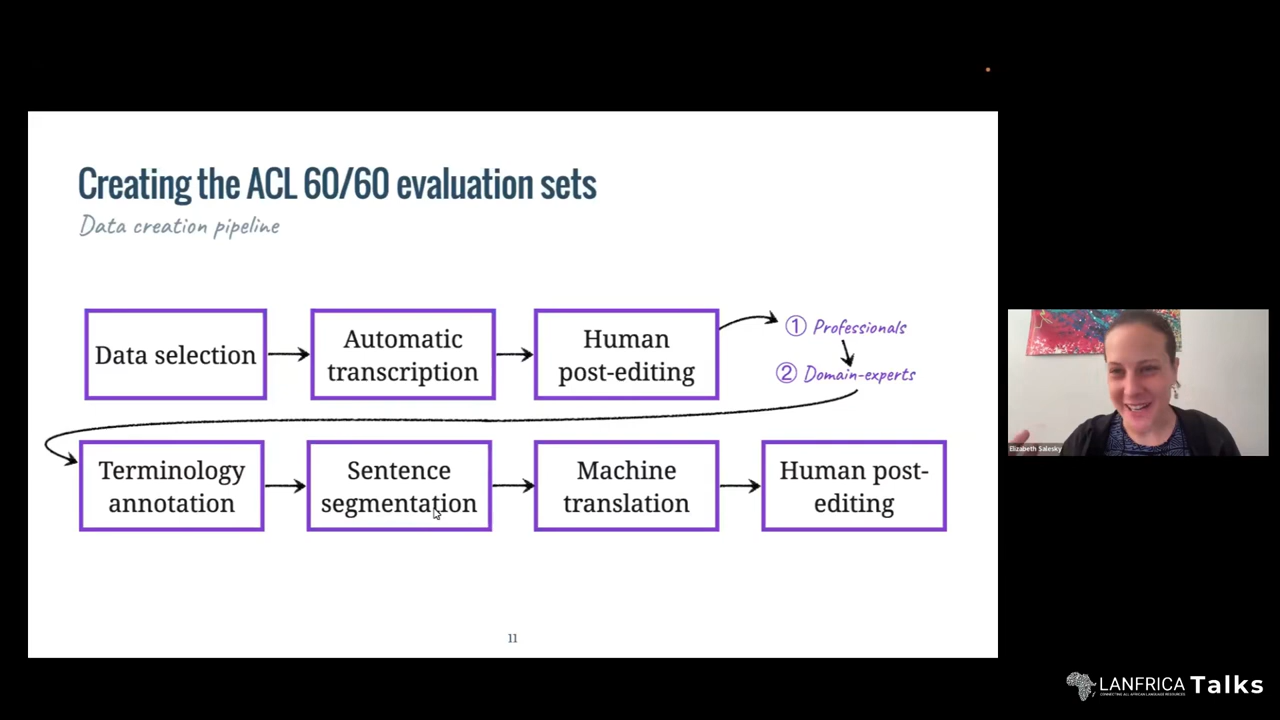 Creating the ACL 60/60 evaluation sets
Data creation pipeline
Data selection
Automatic
transcription
Human
post-editing
① Professionals
② Domain-experts
Terminology
annotation
Sentence
segmentation
Machine
translation
Human post-
editing
11
Elizabeth Salesky
LANFRICA Talks
CONNECTING ALL AFRICAN LANGUAGE RESOURCES